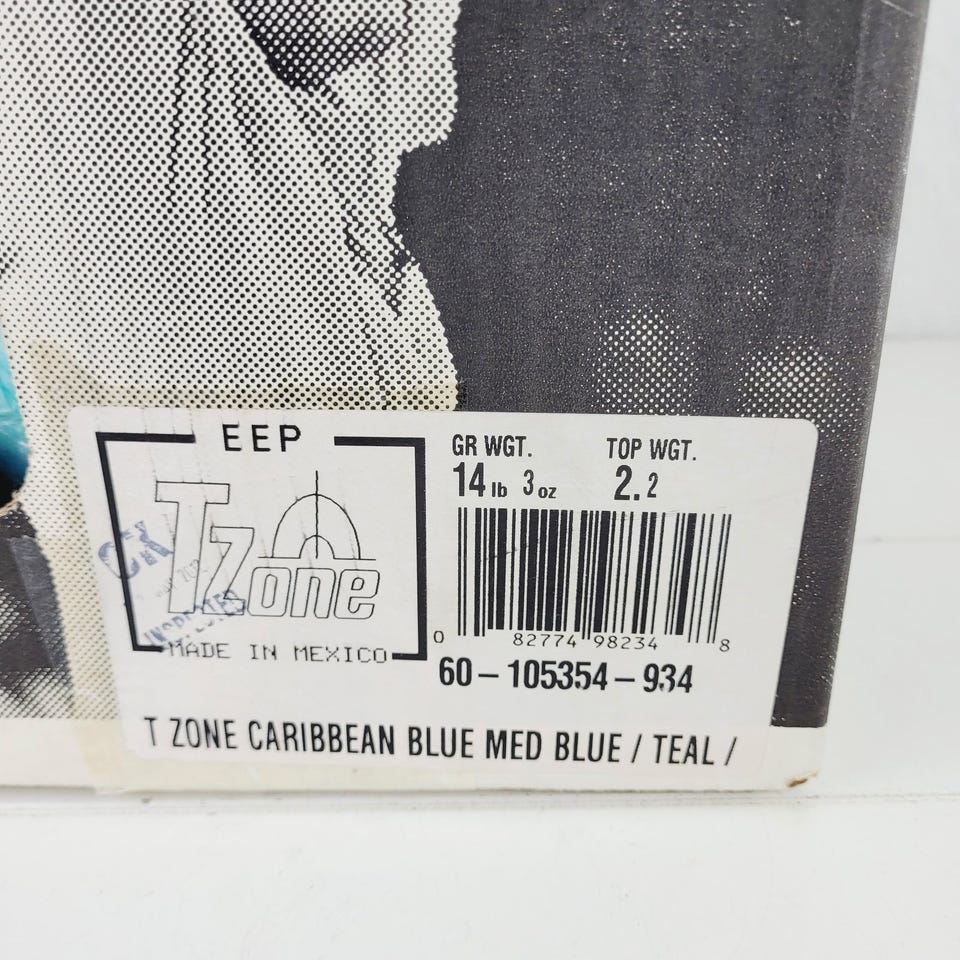 EEP
T Zone
MADE IN MEXICO
GR WGT. TOP WGT.
14 lb 3 oz 2.2
0 82774 98234 8
60-105354-934
T ZONE CARIBBEAN BLUE MED BLUE / TEAL /